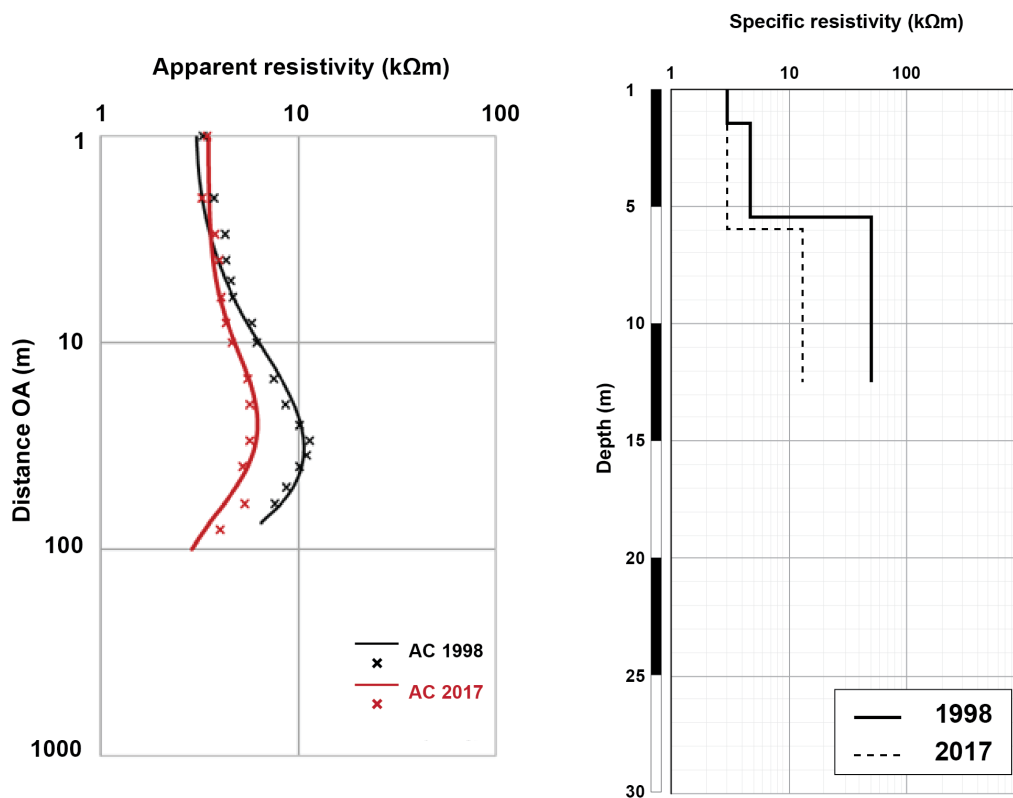 Apparent resistivity (kΩm)
1 10 100
1
10
100
1000
Distance OA (m)
AC 1998
AC 2017
Specific resistivity (kΩm)
1 10 100
1
5
10
15
20
25
30
Depth (m)
1998
2017